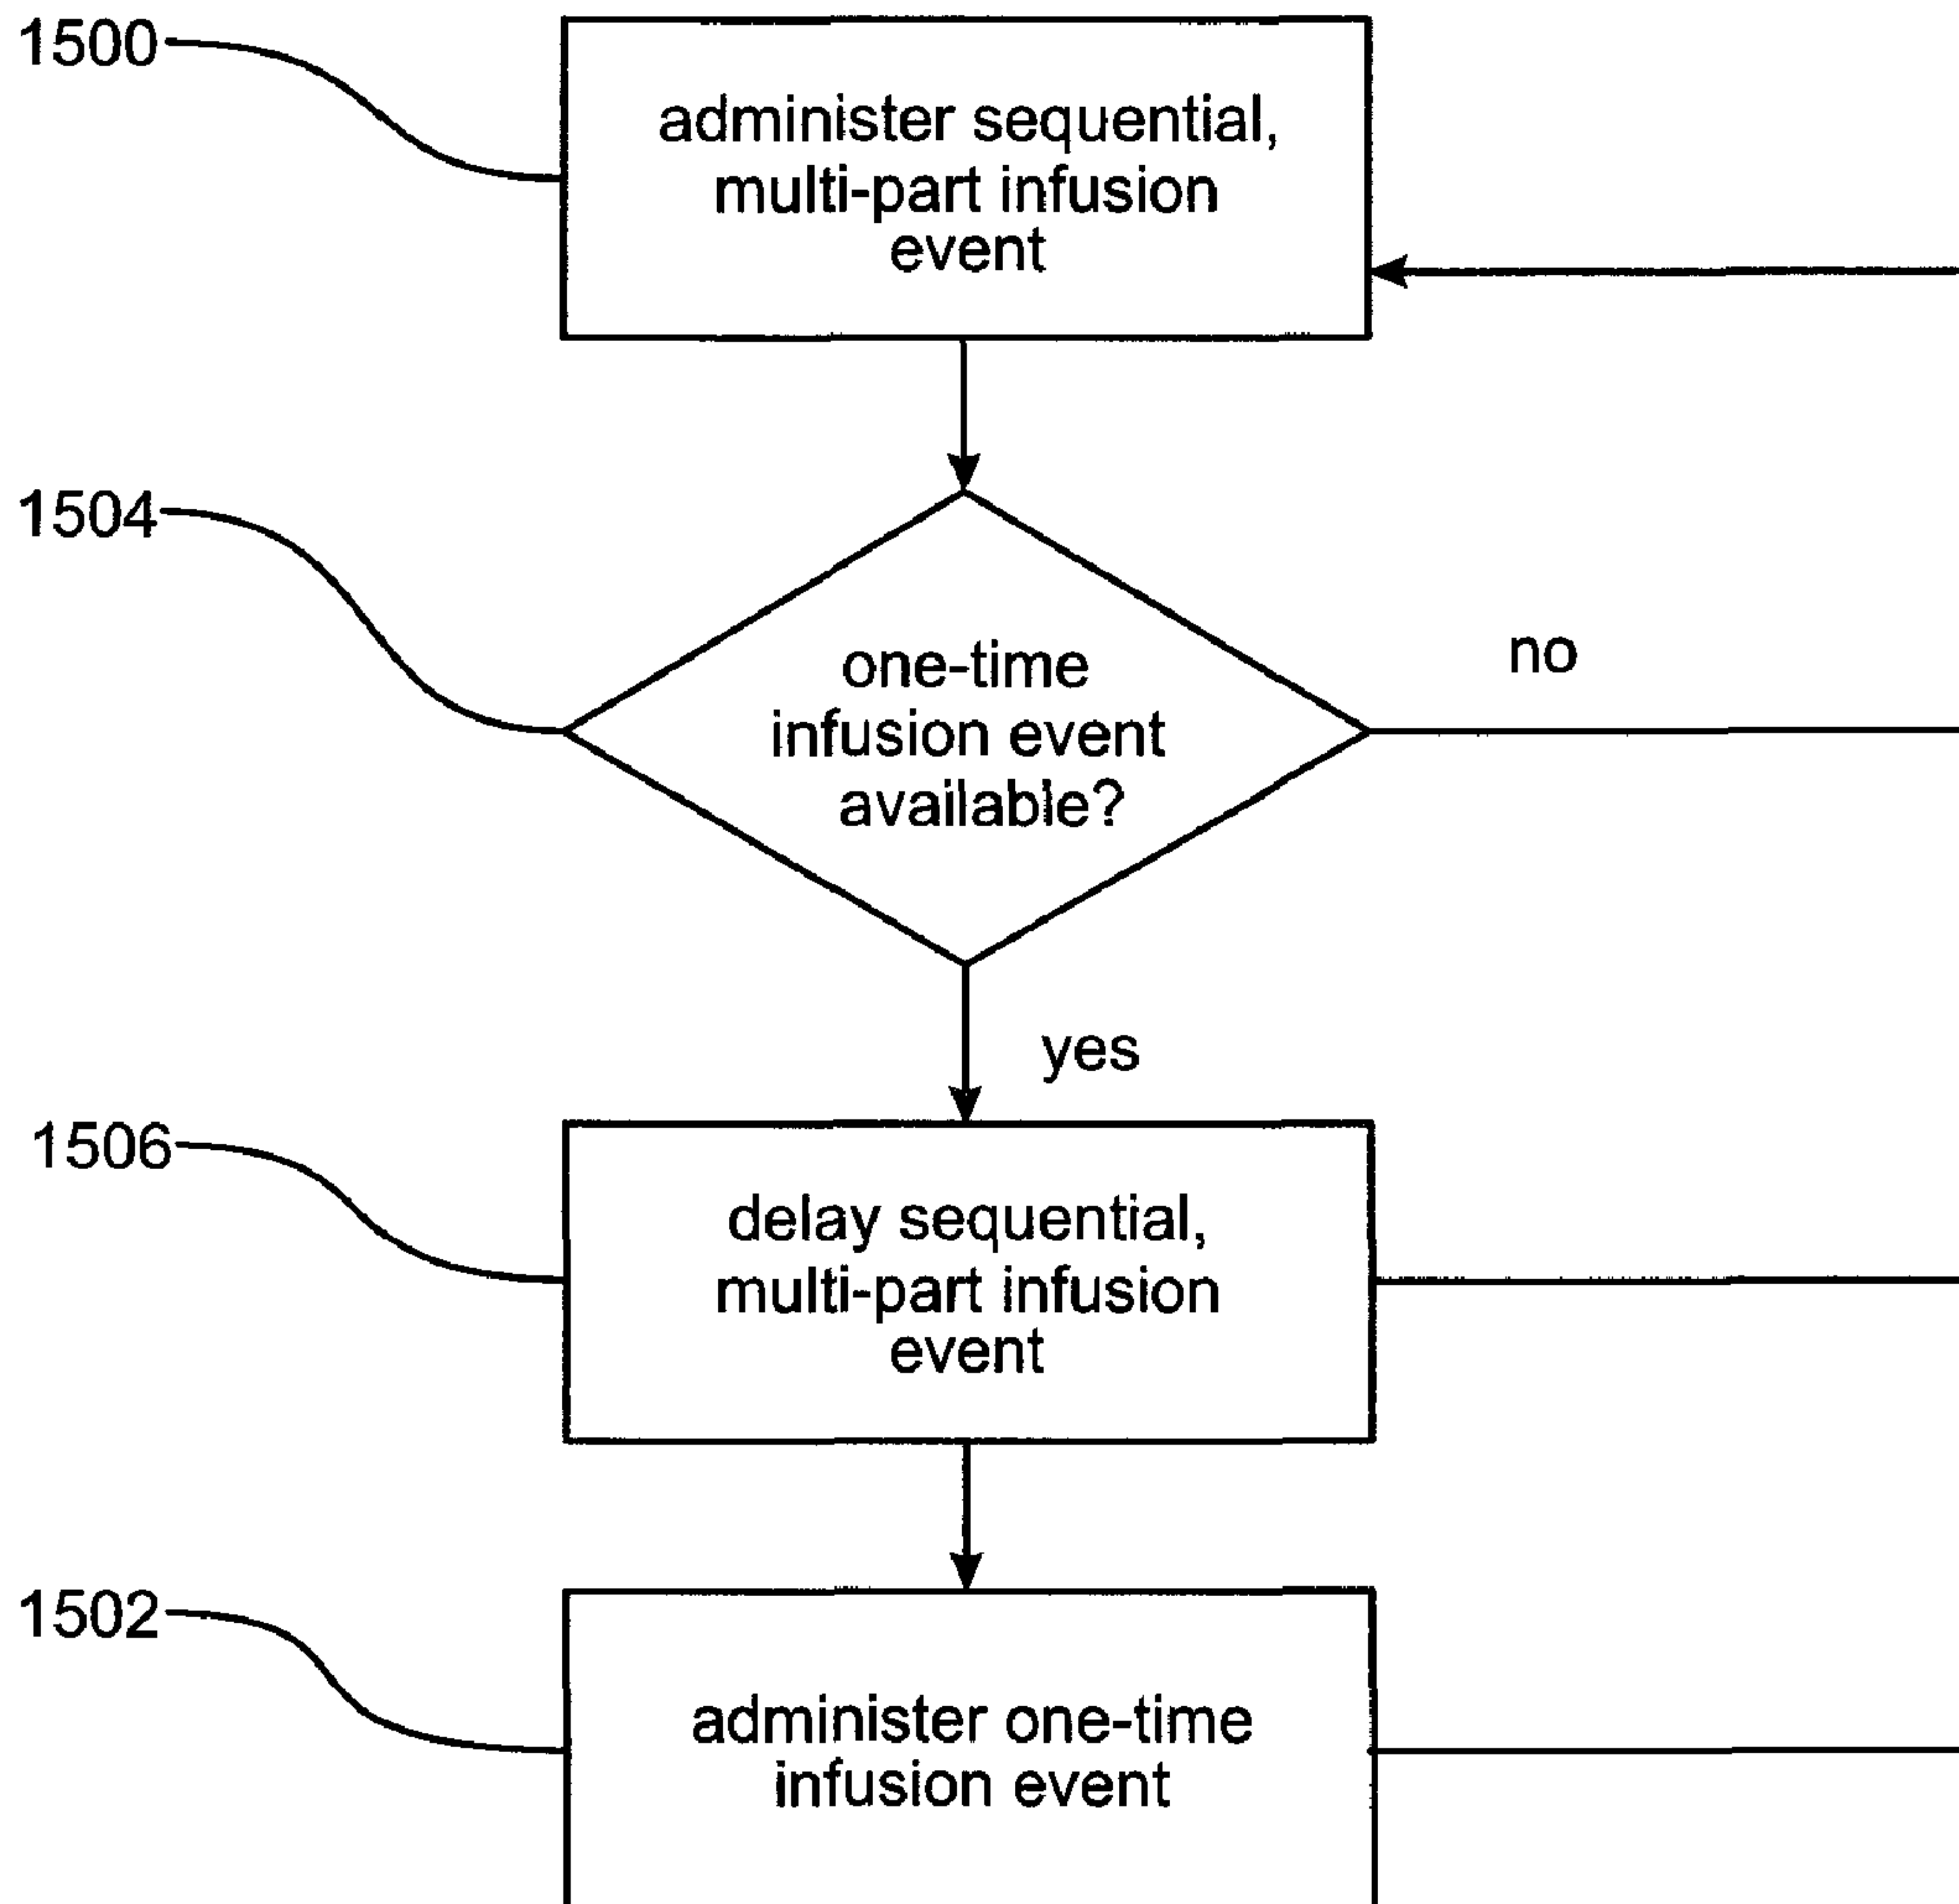 1500
administer sequential,
multi-part infusion
event
1504
one-time
infusion event
available?
no
yes
1506
delay sequential,
multi-part infusion
event
1502
administer one-time
infusion event